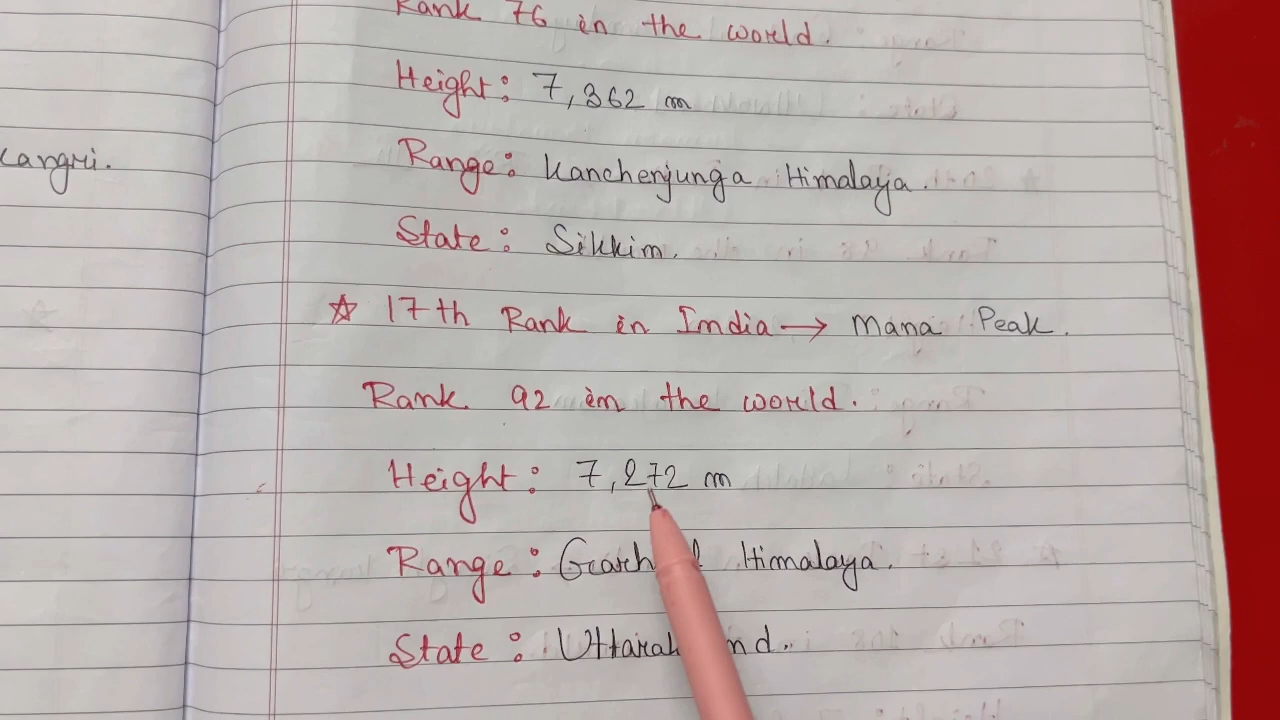 Rank 76 in the world.
Height: 7,362 m
Range: Kanchenjunga Himalaya.
kangri.
State: Sikkim.
☆ 17th Rank in India → Mana Peak.
Rank 92 in the world.
Height: 7,272 m
Range: Himalaya.
State: